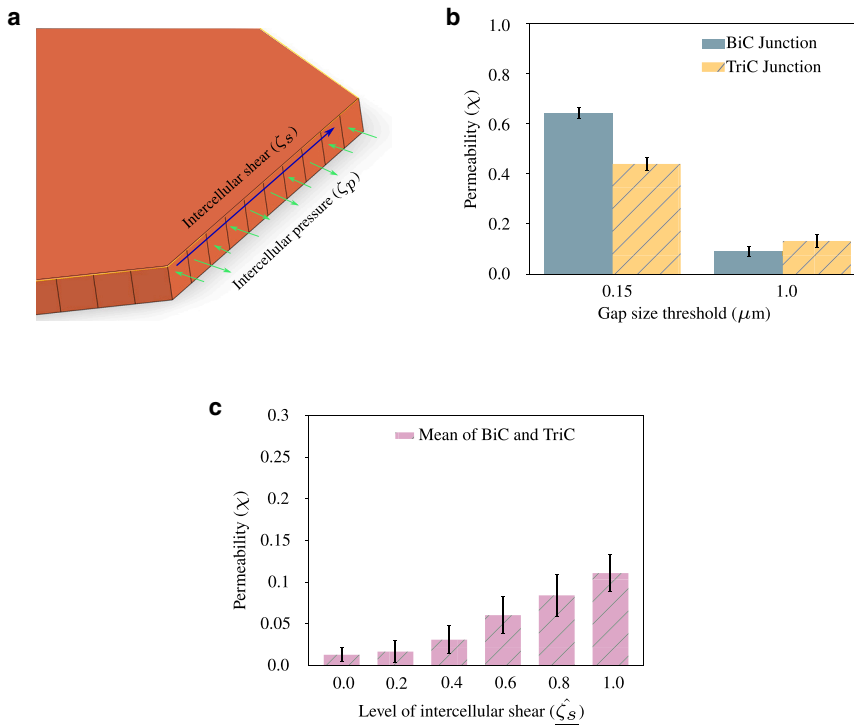 a
Intercellular shear (ζs)
Intercellular pressure (ζp)
b
1.0
0.8
0.6
0.4
0.2
0.0
Permeability (χ)
BiC Junction
TriC Junction
0.15
1.0
Gap size threshold (μm)
c
0.3
0.25
0.2
0.15
0.1
0.05
0
Permeability (χ)
Mean of BiC and TriC
0.0 0.2 0.4 0.6 0.8 1.0
Level of intercellular shear (ζ̂s)